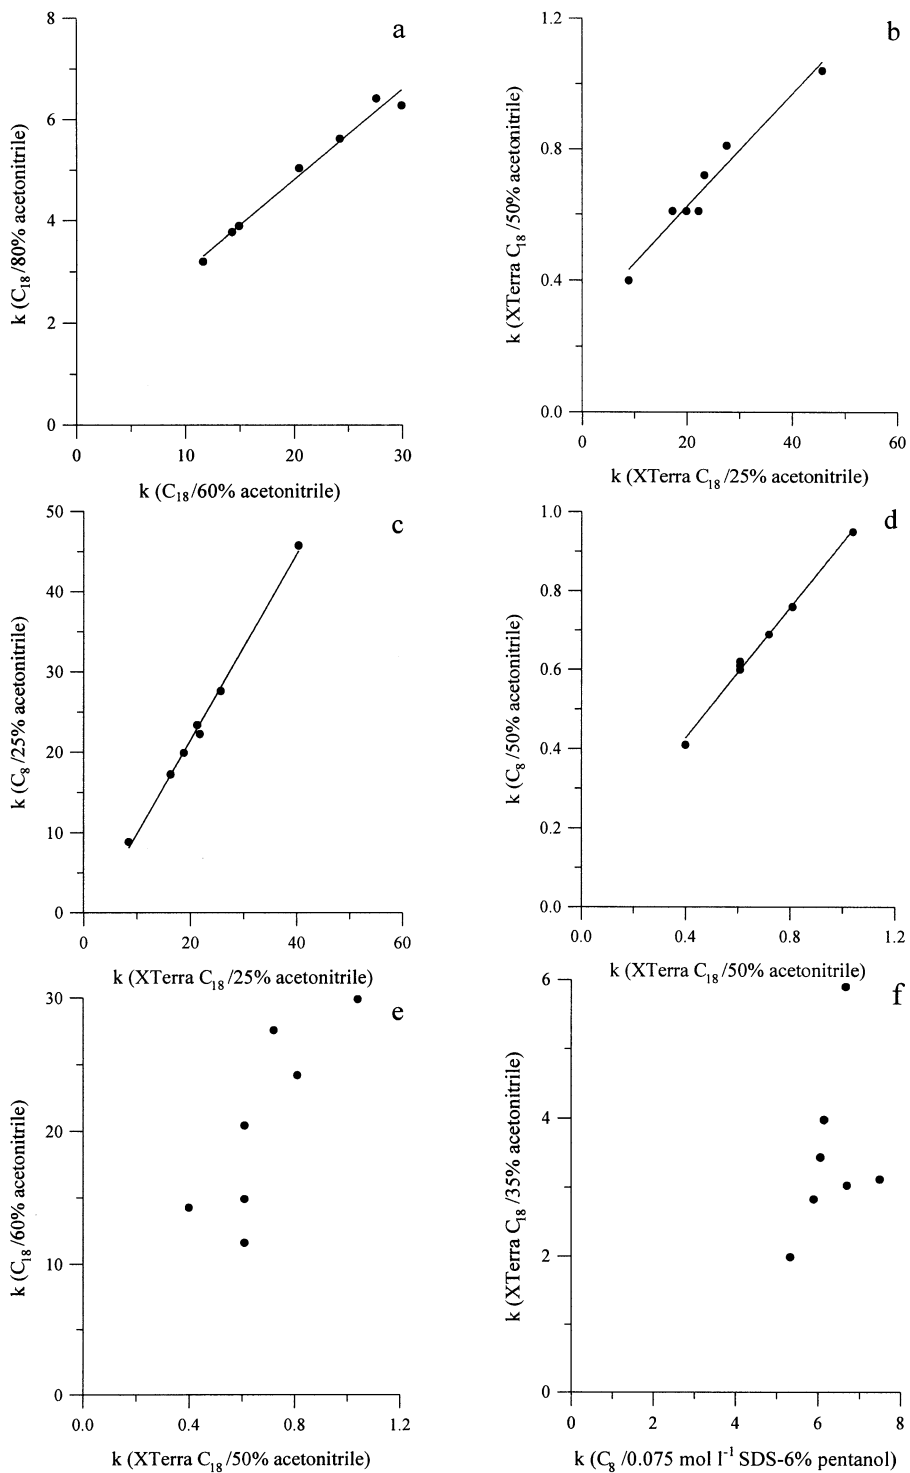 a
8
6
4
2
0
k (C18/80% acetonitrile)
0 10 20 30
k (C18/60% acetonitrile)
b
1.2
0.8
0.4
0.0
k (XTerra C18/50% acetonitrile)
0 20 40 60
k (XTerra C18/25% acetonitrile)
c
50
40
30
20
10
0
k (C8/25% acetonitrile)
0 20 40 60
k (XTerra C18/25% acetonitrile)
d
1.0
0.8
0.6
0.4
0.2
0.0
k (C8/50% acetonitrile)
0.0 0.4 0.8 1.2
k (XTerra C18/50% acetonitrile)
e
30
20
10
0
k (C18/60% acetonitrile)
0.0 0.4 0.8 1.2
k (XTerra C18/50% acetonitrile)
f
6
4
2
0
k (XTerra C18/35% acetonitrile)
0 2 4 6 8
k (C8/0.075 mol l-1 SDS-6% pentanol)